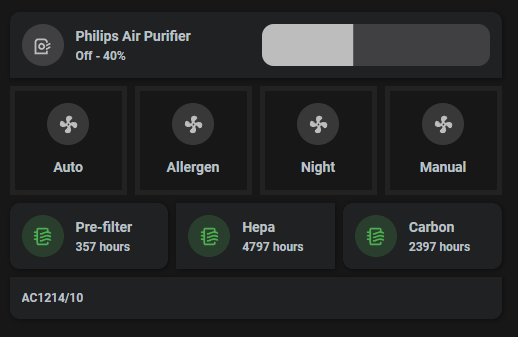 Philips Air Purifier
Off - 40%
Auto
Allergen
Night
Manual
Pre-filter
357 hours
Hepa
4797 hours
Carbon
2397 hours
AC1214/10